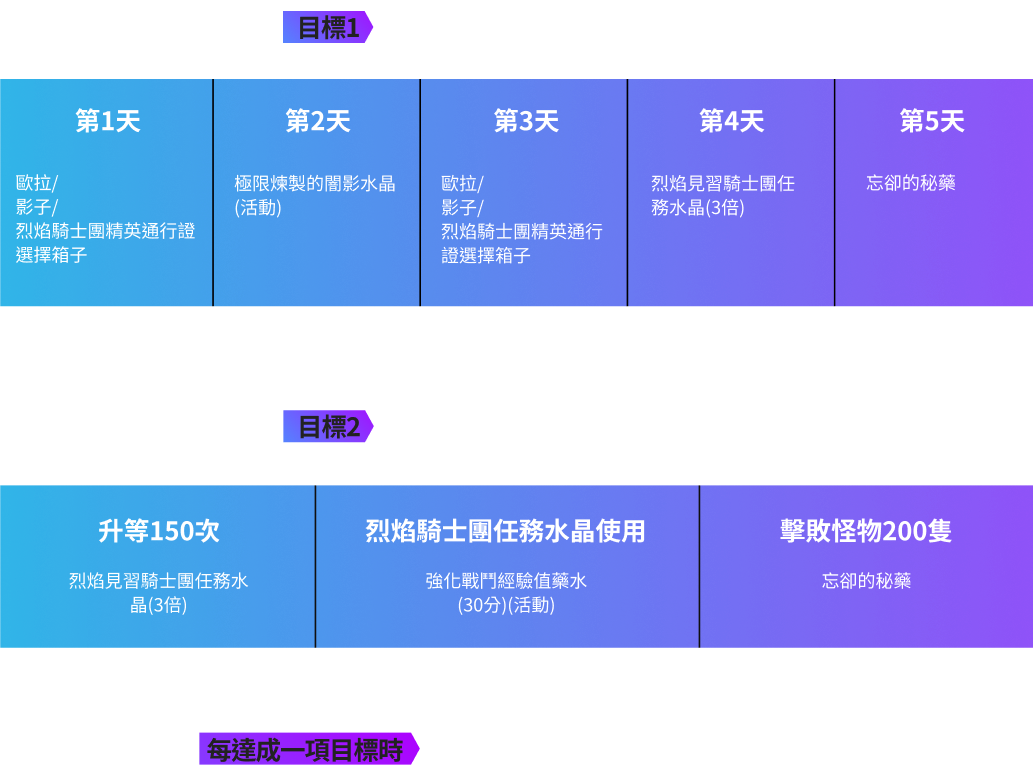 目標1
第1天
歐拉/
影子/
烈焰騎士團精英通行證
選擇箱子
第2天
極限煉製的闇影水晶
(活動)
第3天
歐拉/
影子/
烈焰騎士團精英通行
證選擇箱子
第4天
烈焰見習騎士團任
務水晶(3倍)
第5天
忘卻的秘藥
目標2
升等150次
烈焰見習騎士團任務水
晶(3倍)
烈焰騎士團任務水晶使用
強化戰鬥經驗值藥水
(30分)(活動)
擊敗怪物200隻
忘卻的秘藥
每達成一項目標時